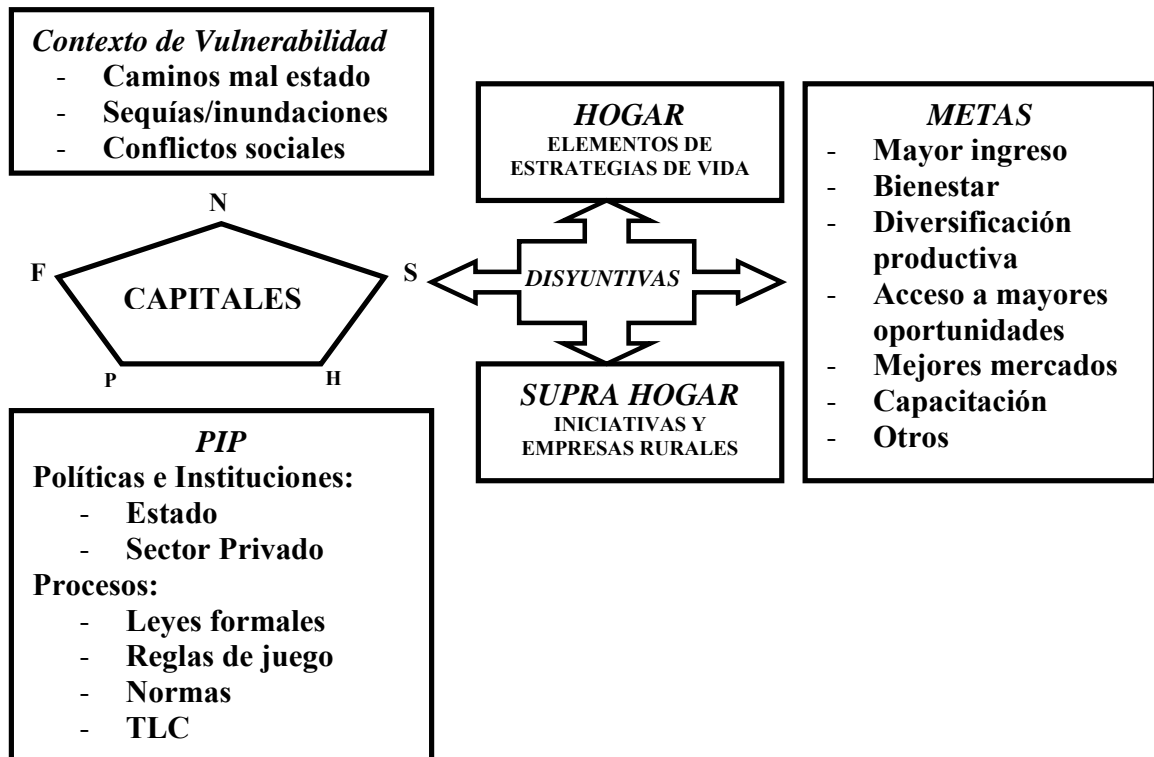 Contexto de Vulnerabilidad
- Caminos mal estado
- Sequías/inundaciones
- Conflictos sociales
N
F
S
CAPITALES
P
H
PIP
Políticas e Instituciones:
- Estado
- Sector Privado
Procesos:
- Leyes formales
- Reglas de juego
- Normas
- TLC
HOGAR
ELEMENTOS DE
ESTRATEGIAS DE VIDA
DISYUNTIVAS
SUPRA HOGAR
INICIATIVAS Y
EMPRESAS RURALES
METAS
- Mayor ingreso
- Bienestar
- Diversificación
productiva
- Acceso a mayores
oportunidades
- Mejores mercados
- Capacitación
- Otros